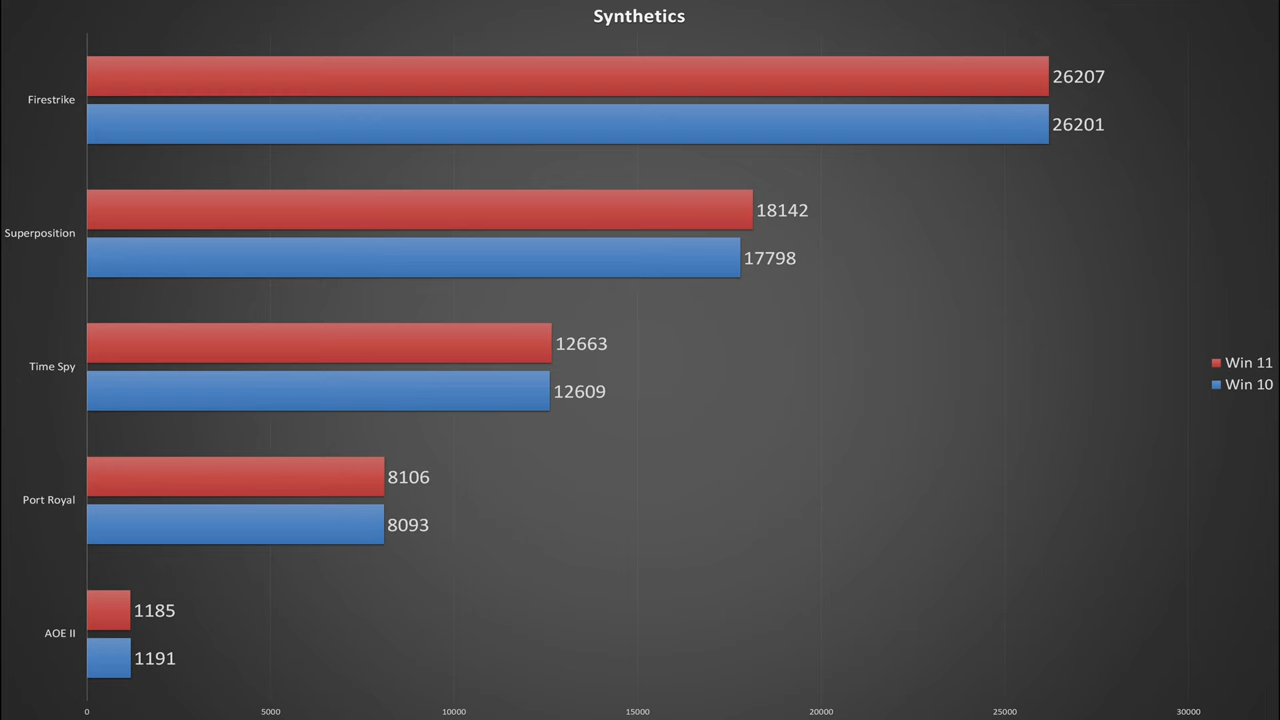 Synthetics
Firestrike
26207
26201
Superposition
18142
17798
Time Spy
12663
12609
Port Royal
8106
8093
AOE II
1185
1191
Win 11
Win 10
0 5000 10000 15000 20000 25000 30000